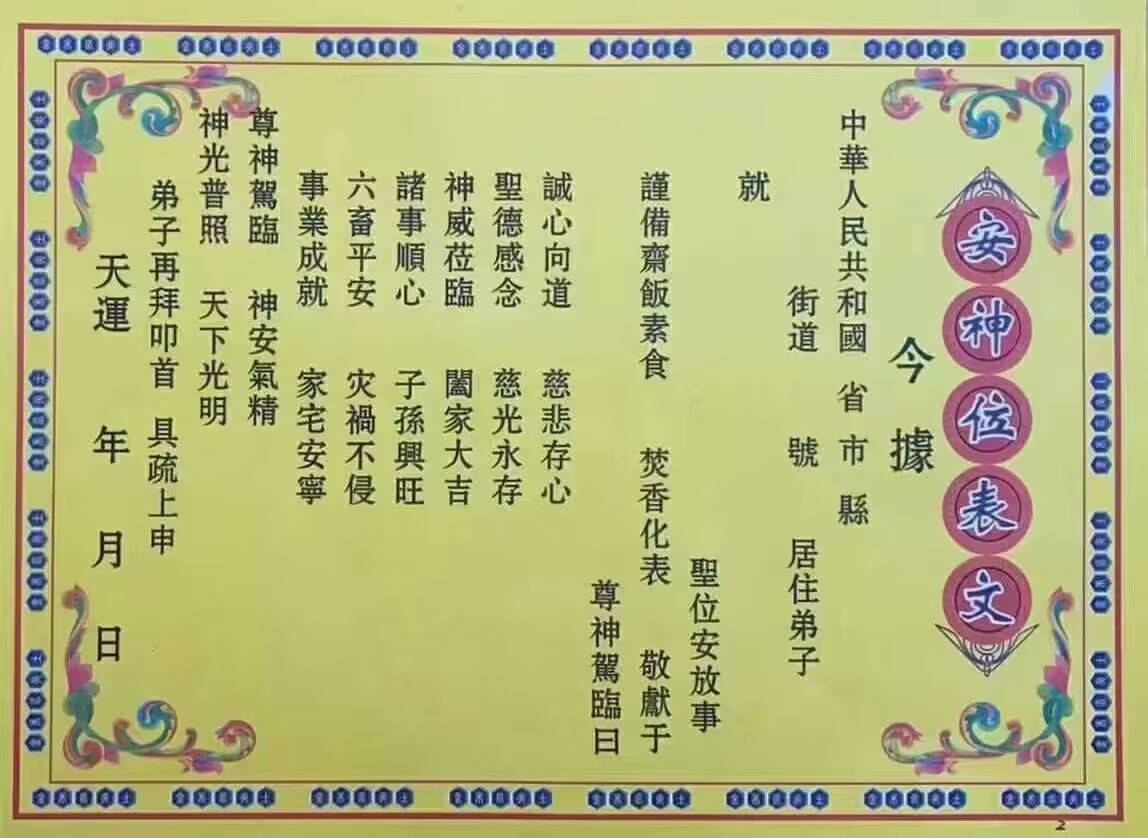 安神位表文
今據
中華人民共和國 省 市 縣
街道 號 居住弟子
就
聖位安放事
謹備齋飯素食 焚香化表 敬獻于
尊神駕臨曰
誠心向道 慈悲存心
聖德感念 慈光永存
神威莅臨 闔家大吉
諸事順心 子孫興旺
六畜平安 灾禍不侵
事業成就 家宅安寧
尊神駕臨 神安氣精
神光普照 天下光明
弟子再拜叩首 具疏上申
天運 年 月 日
2